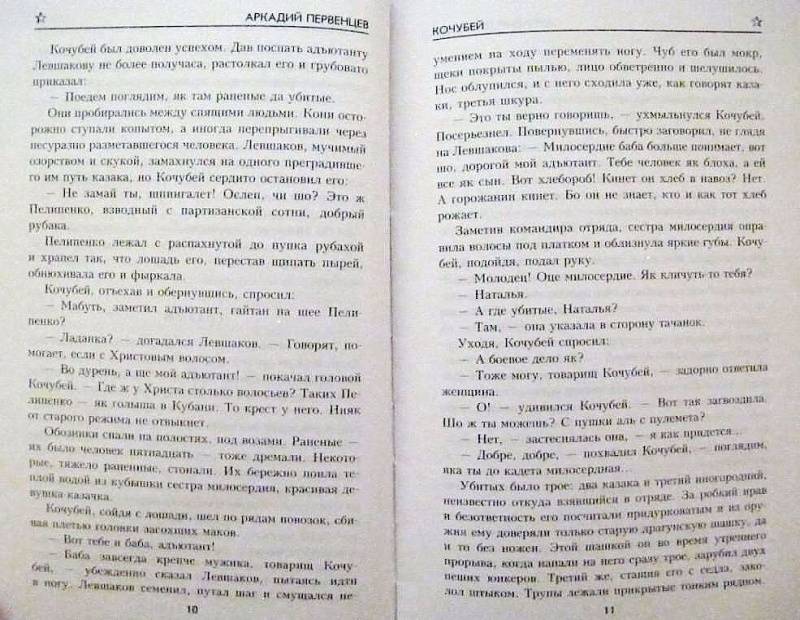 АРКАДИЙ ПЕРВЕНЦЕВ
Кочубей был доволен успехом. Дав поспать адъютанту
Левшакову не более получаса, растолкал его и грубовато
приказал:
— Поедем поглядим, як там раненые да убитые.
Они пробирались между спящими людьми. Кони осто-
рожно ступали копытом, а иногда перепрыгивали через
несуразно разметавшегося человека. Левшаков, мучимый
озорством и скукой, замахнулся на одного преградивше-
го им путь казака, но Кочубей сердито остановил его:
— Не замай ты, шпингалет! Ослеп, чи шо? Это ж
Пелипенко, взводный с партизанской сотни, добрый
рубака.
Пелипенко лежал с распахнутой до пупка рубахой
и храпел так, что лошадь его, перестав щипать пырей,
обнюхивала его и фыркала.
Кочубей, отъехав и обернувшись, спросил:
— Мабуть, заметил адъютант, гайтан на шее Пели-
пенко?
— Ладанка? — догадался Левшаков. — Говорят, по-
могает, если с Христовым волосом.
— Во дурень, а ще мой адъютант! — покачал головой
Кочубей. — Где ж у Христа столько волосьев? Таких Пе-
липенко — як голыша в Кубани. То крест у него. Нияк
от старого режима не отвыкнет.
Обозники спали на полостях, под возами. Раненые —
их было человек пятнадцать — тоже дремали. Некото-
рые, тяжело раненные, стонали. Их бережно поила те-
плой водой из кубышки сестра милосердия, красивая де-
вушка-казачка.
Кочубей, сойдя с лошади, шел по рядам повозок, сби-
вая плетью головки засохших маков.
— Вот тебе и баба, адъютант!
— Баба завсегда крепче мужика, товарищ Кочу-
бей, — убежденно сказал Левшаков, пытаясь идти
в ногу. Левшаков семенил, путал шаг и смущался не-
10
КОЧУБЕЙ
умением на ходу переменять ногу. Чуб его был мокр,
щеки покрыты пылью, лицо обветренно и шелушилось.
Нос облупился, и с него сходила уже, как говорят каза-
ки, третья шкура.
— Это ты верно говоришь, — ухмыльнулся Кочубей.
Посерьезнел. Повернувшись, быстро заговорил, не глядя
на Левшакова: — Милосердие баба больше понимает, вот
шо, дорогой мой адъютант. Тебе человек як блоха, а ей
все як сын. Вот хлебороб! Кинет он хлеб в навоз? Нет.
А горожанин кинет. Бо он не знает, кто и как тот хлеб
рожает.
Заметив командира отряда, сестра милосердия опра-
вила волосы под платком и облизнула яркие губы. Кочу-
бей, подойдя, подал руку.
— Молодец! Оце милосердие. Як кличуть-то тебя?
— Наталья.
— А где убитые, Наталья?
— Там, — она указала в сторону тачанок.
Уходя, Кочубей спросил:
— А боевое дело як?
— Тоже могу, товарищ Кочубей, — задорно ответила
женщина.
— О! — удивился Кочубей. — Вот так загвоздила.
Шо ж ты можешь? С пушки аль с пулемета?
— Нет, — застеснялась она, — я как придется...
— Добре, добре, — похвалил Кочубей, — поглядим,
яка ты до кадета милосердная...
Убитых было трое: два казака и третий иногородний,
неизвестно откуда взявшийся в отряде. За робкий нрав
и безответность его посчитали придурковатым и из ору-
жия ему доверяли только старую драгунскую шашку, да
и то без ножен. Этой шашкой он во время утреннего
прорыва, когда напали на него сразу трое, зарубил двух
пеших юнкеров. Третий же, стащив его с седла, зако-
лол штыком. Трупы лежали прикрытые тонким рядном.
11